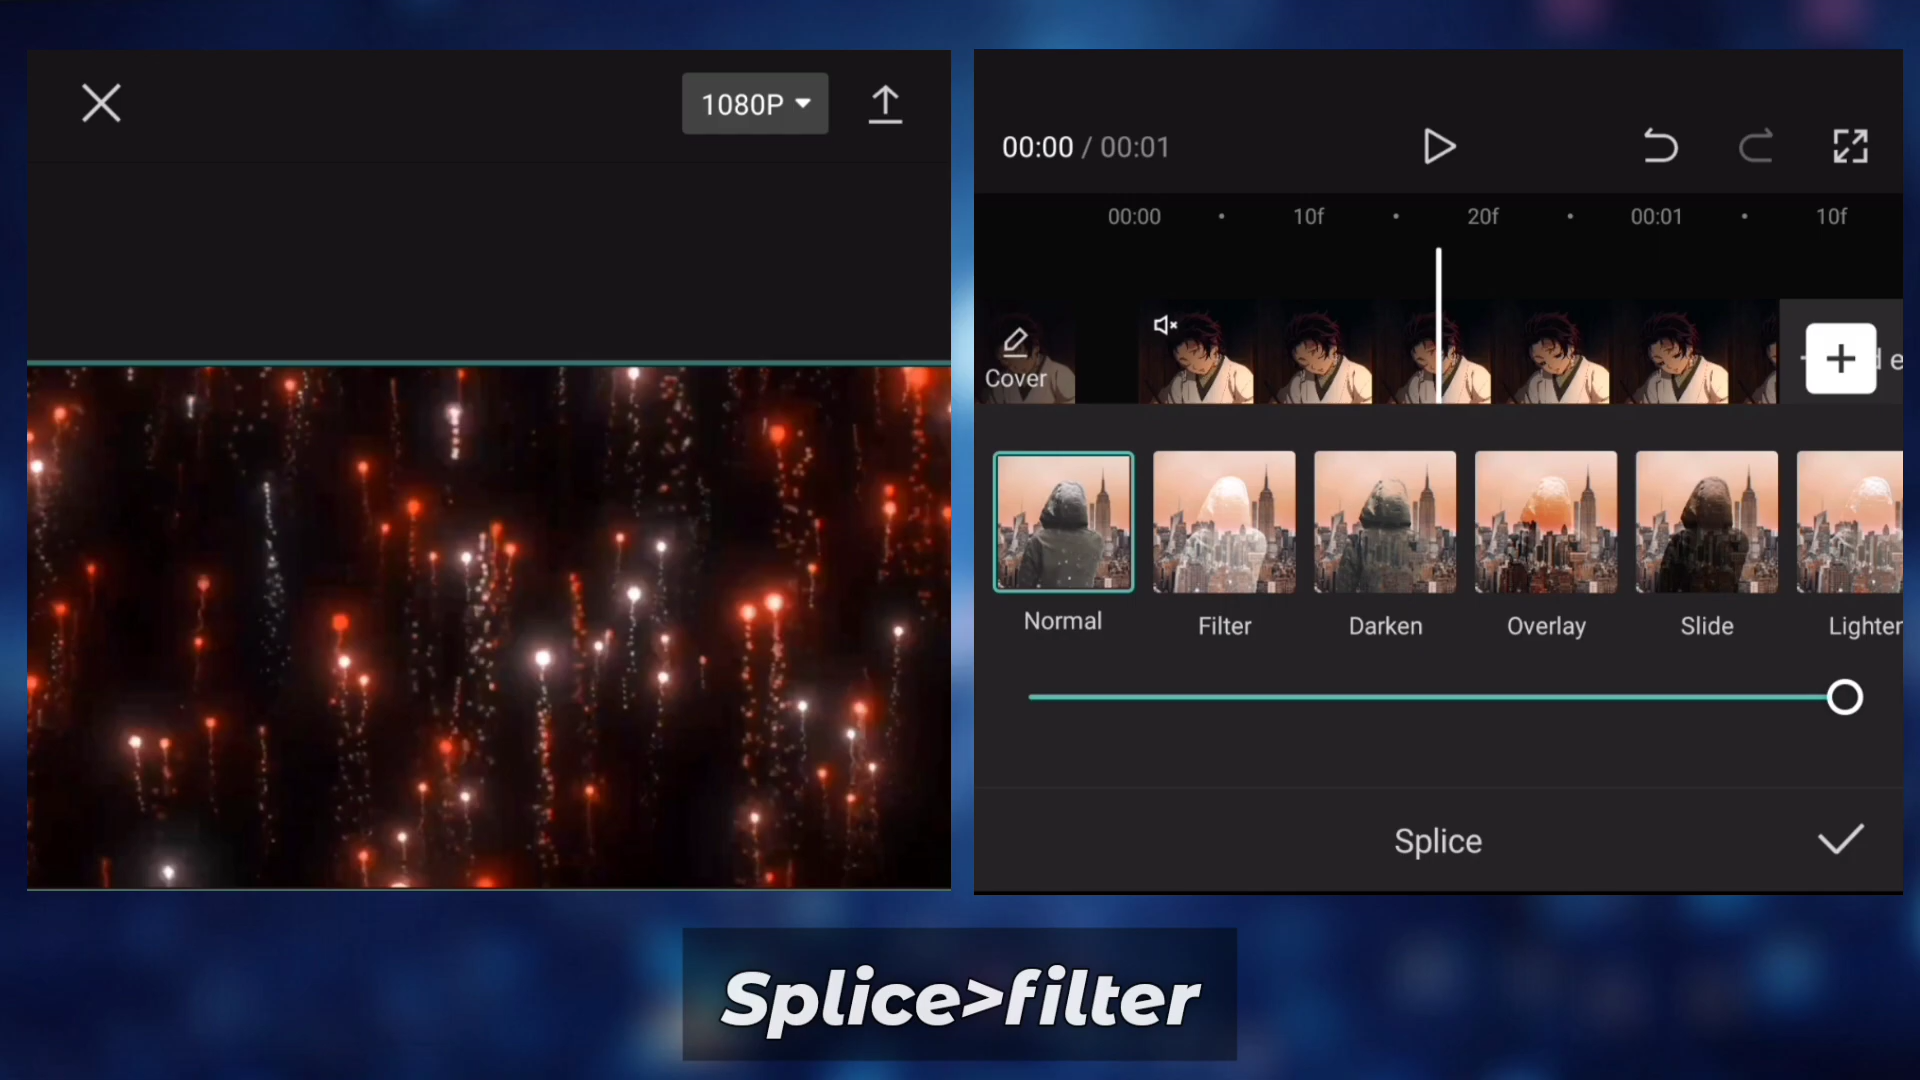 1080P
00:00 / 00:01
00:00 10f 20f 00:01 10f
Cover
Normal Filter Darken Overlay Slide Lighter
Splice
Splice>filter